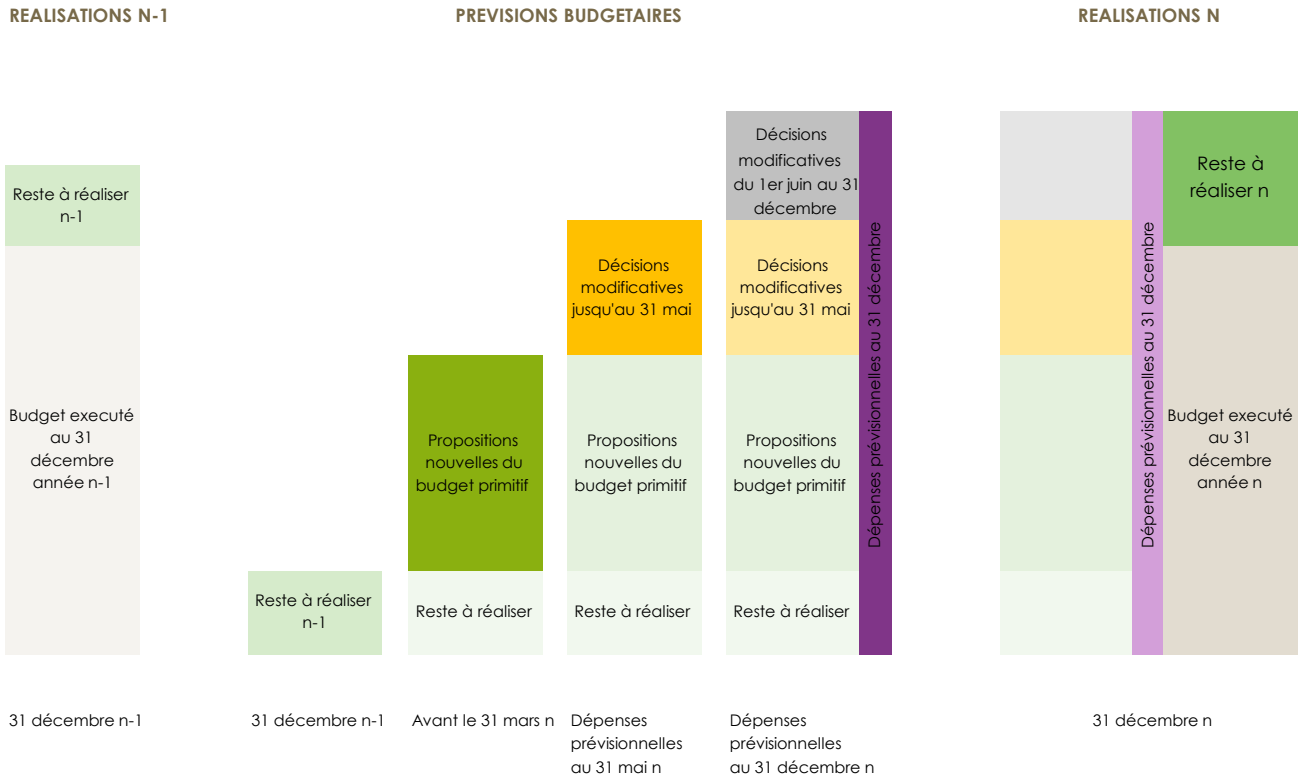 REALISATIONS N-1
PREVISIONS BUDGETAIRES
REALISATIONS N
Reste à réaliser
n-1
Budget executé
au 31
décembre
année n-1
Reste à réaliser
n-1
Propositions
nouvelles du
budget primitif
Reste à réaliser
Décisions
modificatives
jusqu'au 31 mai
Propositions
nouvelles du
budget primitif
Reste à réaliser
Décisions
modificatives
du 1er juin au 31
décembre
Décisions
modificatives
jusqu'au 31 mai
Propositions
nouvelles du
budget primitif
Reste à réaliser
Dépenses prévisionnelles au 31 décembre
Dépenses prévisionnelles au 31 décembre
Reste à
réaliser n
Budget executé
au 31
décembre
année n
31 décembre n-1
31 décembre n-1
Avant le 31 mars n
Dépenses
prévisionnelles
au 31 mai n
Dépenses
prévisionnelles
au 31 décembre n
31 décembre n